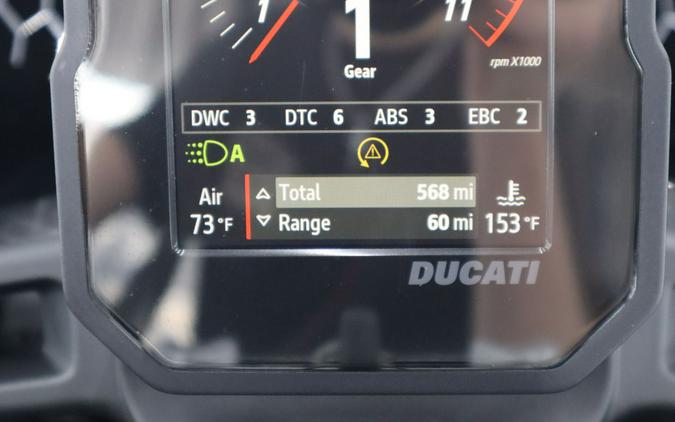 1 1 11
rpm X1000
Gear
DWC 3 DTC 6 ABS 3 EBC 2
A
Air Total 568 mi
73°F Range 60 mi 153°F
DUCATI